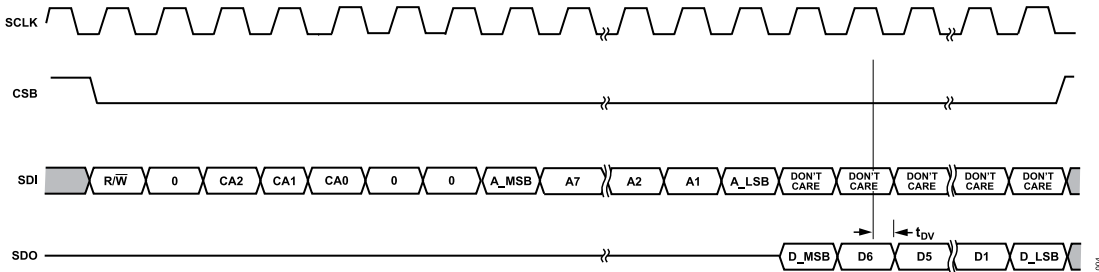 SCLK
CSB
SDI
R/W̅ 0 CA2 CA1 CA0 0 0 A_MSB A7 A2 A1 A_LSB DON'T CARE DON'T CARE DON'T CARE DON'T CARE DON'T CARE
tDV
SDO
D_MSB D6 D5 D1 D_LSB